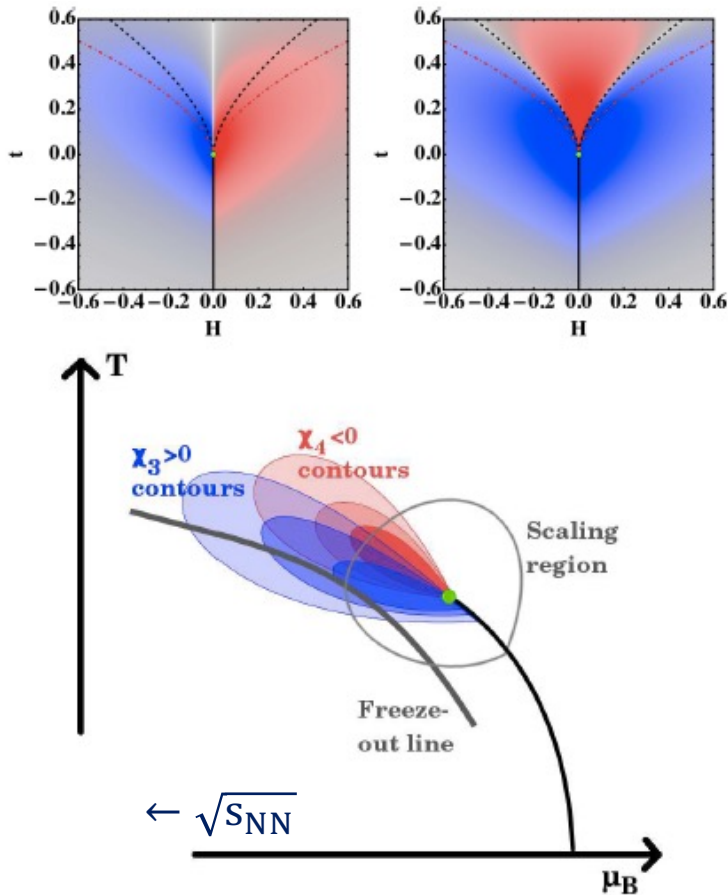 0.6
0.4
0.2
0.0
−0.2
−0.4
−0.6
t
−0.6 −0.4 −0.2 0.0 0.2 0.4 0.6
H
0.6
0.4
0.2
0.0
−0.2
−0.4
−0.6
t
−0.6 −0.4 −0.2 0.0 0.2 0.4 0.6
H
T
χ₄<0
contours
χ₃>0
contours
Scaling
region
Freeze-
out line
← √sNN
μB